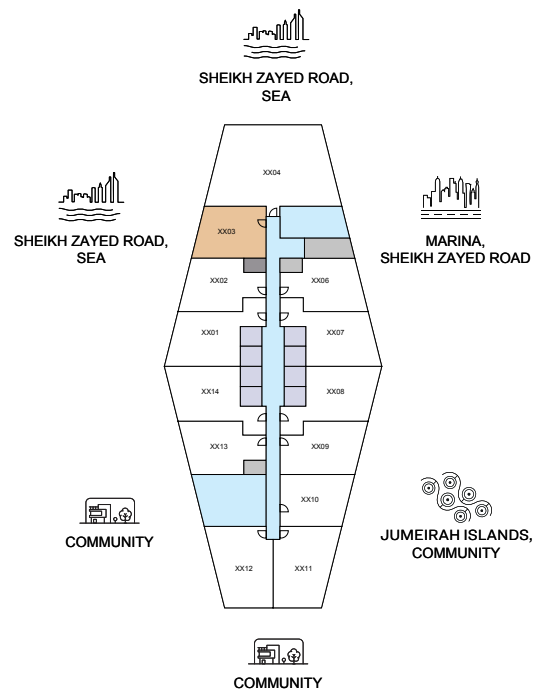 SHEIKH ZAYED ROAD,
SEA
XX04
SHEIKH ZAYED ROAD,
SEA
XX03
MARINA,
SHEIKH ZAYED ROAD
XX02
XX06
XX01
XX07
XX14
XX08
XX13
XX09
XX10
COMMUNITY
JUMEIRAH ISLANDS,
COMMUNITY
XX12
XX11
COMMUNITY